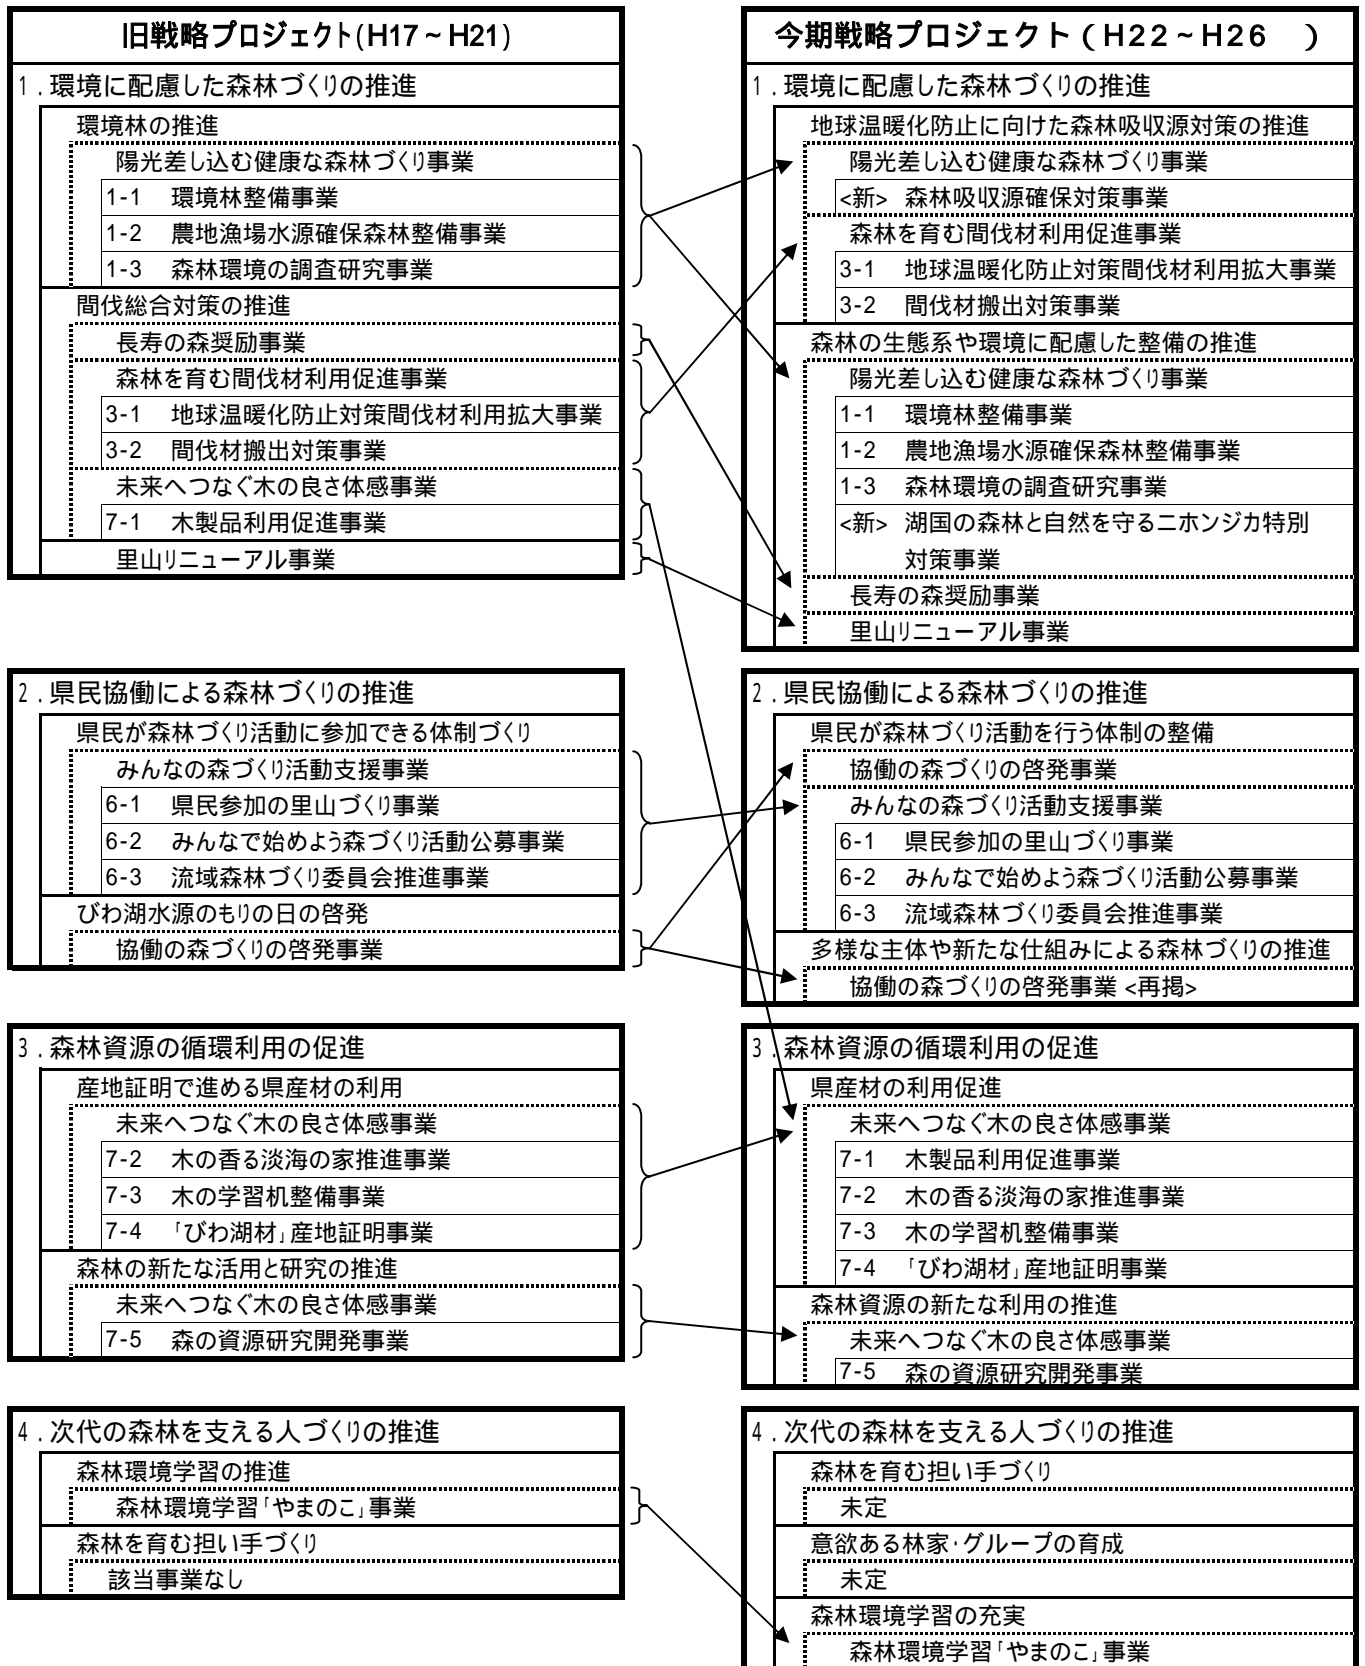 旧戦略プロジェクト(H17~H21)
1.環境に配慮した森林づくりの推進
環境林の推進
陽光差し込む健康な森林づくり事業
1-1 環境林整備事業
1-2 農地漁場水源確保森林整備事業
1-3 森林環境の調査研究事業
間伐総合対策の推進
長寿の森奨励事業
森林を育む間伐材利用促進事業
3-1 地球温暖化防止対策間伐材利用拡大事業
3-2 間伐材搬出対策事業
未来へつなぐ木の良さ体感事業
7-1 木製品利用促進事業
里山リニューアル事業
2.県民協働による森林づくりの推進
県民が森林づくり活動に参加できる体制づくり
みんなの森づくり活動支援事業
6-1 県民参加の里山づくり事業
6-2 みんなで始めよう森づくり活動公募事業
6-3 流域森林づくり委員会推進事業
びわ湖水源のもりの日の啓発
協働の森づくりの啓発事業
3.森林資源の循環利用の促進
産地証明で進める県産材の利用
未来へつなぐ木の良さ体感事業
7-2 木の香る淡海の家推進事業
7-3 木の学習机整備事業
7-4 「びわ湖材」産地証明事業
森林の新たな活用と研究の推進
未来へつなぐ木の良さ体感事業
7-5 森の資源研究開発事業
4.次代の森林を支える人づくりの推進
森林環境学習の推進
森林環境学習「やまのこ」事業
森林を育む担い手づくり
該当事業なし
今期戦略プロジェクト(H22~H26 )
1.環境に配慮した森林づくりの推進
地球温暖化防止に向けた森林吸収源対策の推進
陽光差し込む健康な森林づくり事業
<新> 森林吸収源確保対策事業
森林を育む間伐材利用促進事業
3-1 地球温暖化防止対策間伐材利用拡大事業
3-2 間伐材搬出対策事業
森林の生態系や環境に配慮した整備の推進
陽光差し込む健康な森林づくり事業
1-1 環境林整備事業
1-2 農地漁場水源確保森林整備事業
1-3 森林環境の調査研究事業
<新> 湖国の森林と自然を守るニホンジカ特別
対策事業
長寿の森奨励事業
里山リニューアル事業
2.県民協働による森林づくりの推進
県民が森林づくり活動を行う体制の整備
協働の森づくりの啓発事業
みんなの森づくり活動支援事業
6-1 県民参加の里山づくり事業
6-2 みんなで始めよう森づくり活動公募事業
6-3 流域森林づくり委員会推進事業
多様な主体や新たな仕組みによる森林づくりの推進
協働の森づくりの啓発事業 <再掲>
3.森林資源の循環利用の促進
県産材の利用促進
未来へつなぐ木の良さ体感事業
7-1 木製品利用促進事業
7-2 木の香る淡海の家推進事業
7-3 木の学習机整備事業
7-4 「びわ湖材」産地証明事業
森林資源の新たな利用の推進
未来へつなぐ木の良さ体感事業
7-5 森の資源研究開発事業
4.次代の森林を支える人づくりの推進
森林を育む担い手づくり
未定
意欲ある林家・グループの育成
未定
森林環境学習の充実
森林環境学習「やまのこ」事業